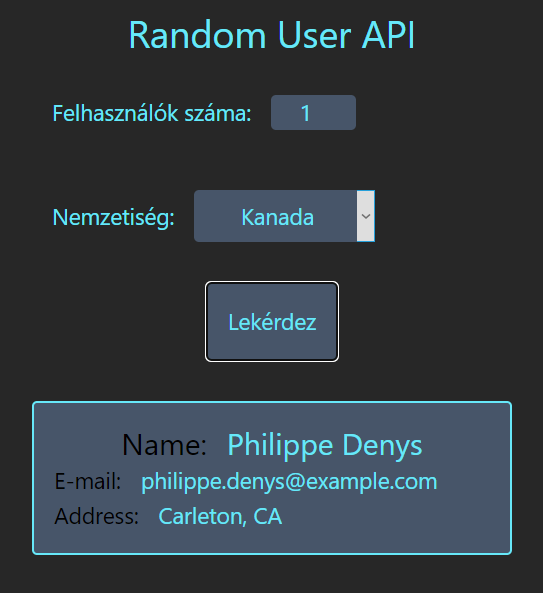 Random User API
Felhasználók száma: 1
Nemzetiség: Kanada
Lekérdez
Name: Philippe Denys
E-mail: philippe.denys@example.com
Address: Carleton, CA